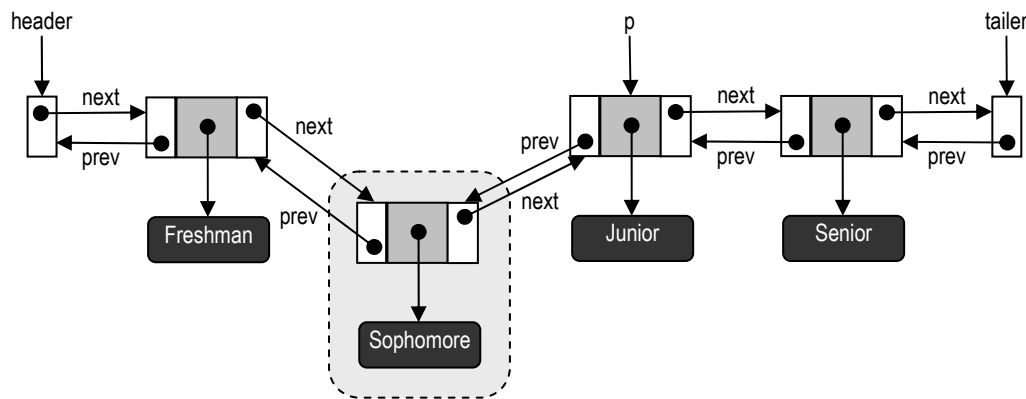 header
p
tailer
next
next
next
next
prev
prev
prev
prev
prev
next
Freshman
Junior
Senior
Sophomore